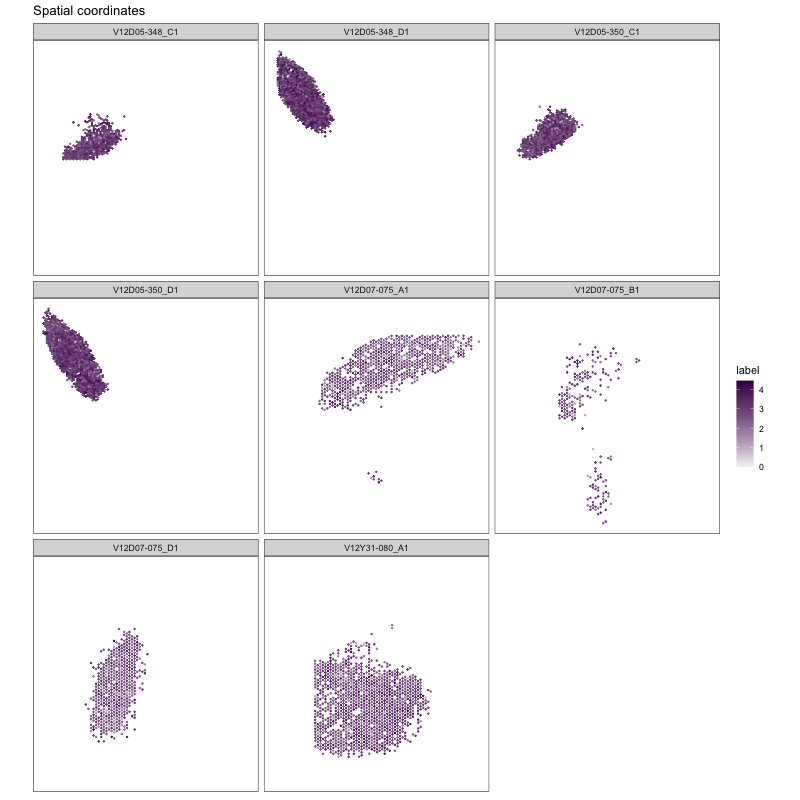 Spatial coordinates
V12D05-348_C1
V12D05-348_D1
V12D05-350_C1
V12D05-350_D1
V12D07-075_A1
V12D07-075_B1
label
4
3
2
1
0
V12D07-075_D1
V12Y31-080_A1